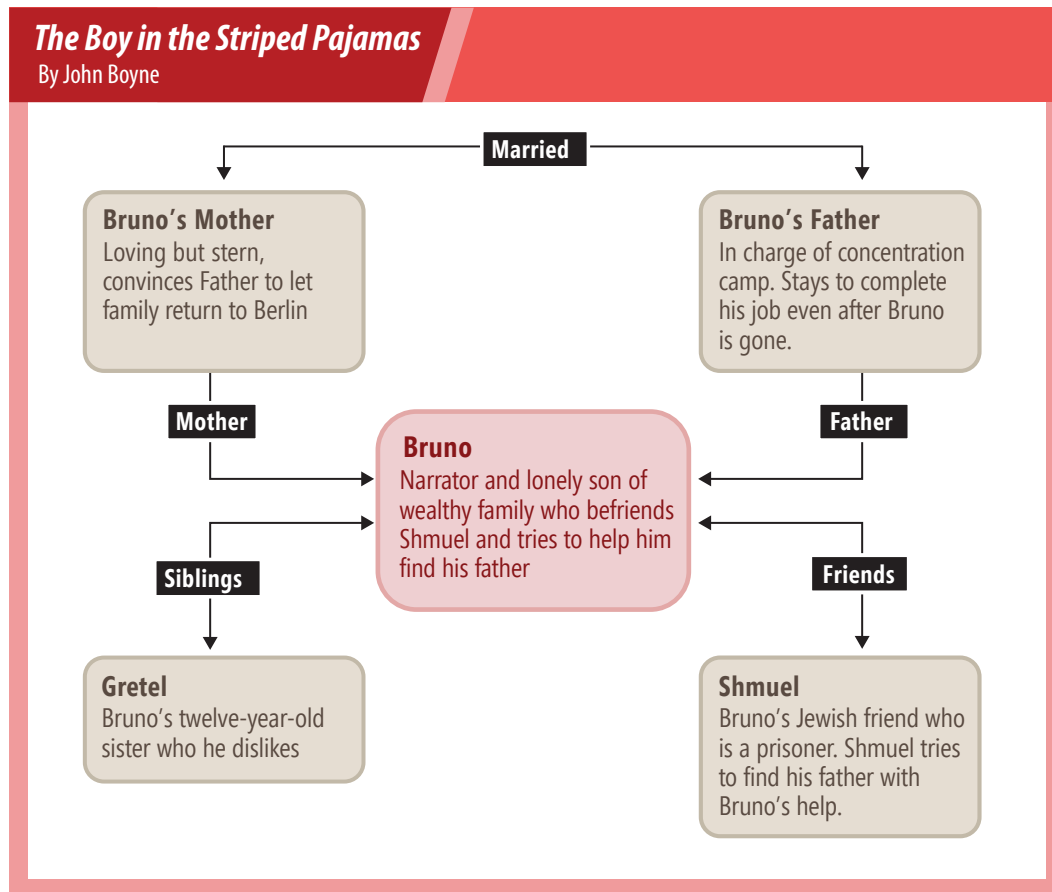 The Boy in the Striped Pajamas
By John Boyne
Married
Bruno's Mother
Loving but stern,
convinces Father to let
family return to Berlin
Bruno's Father
In charge of concentration
camp. Stays to complete
his job even after Bruno
is gone.
Mother
Father
Bruno
Narrator and lonely son of
wealthy family who befriends
Shmuel and tries to help him
find his father
Siblings
Friends
Gretel
Bruno's twelve-year-old
sister who he dislikes
Shmuel
Bruno's Jewish friend who
is a prisoner. Shmuel tries
to find his father with
Bruno's help.